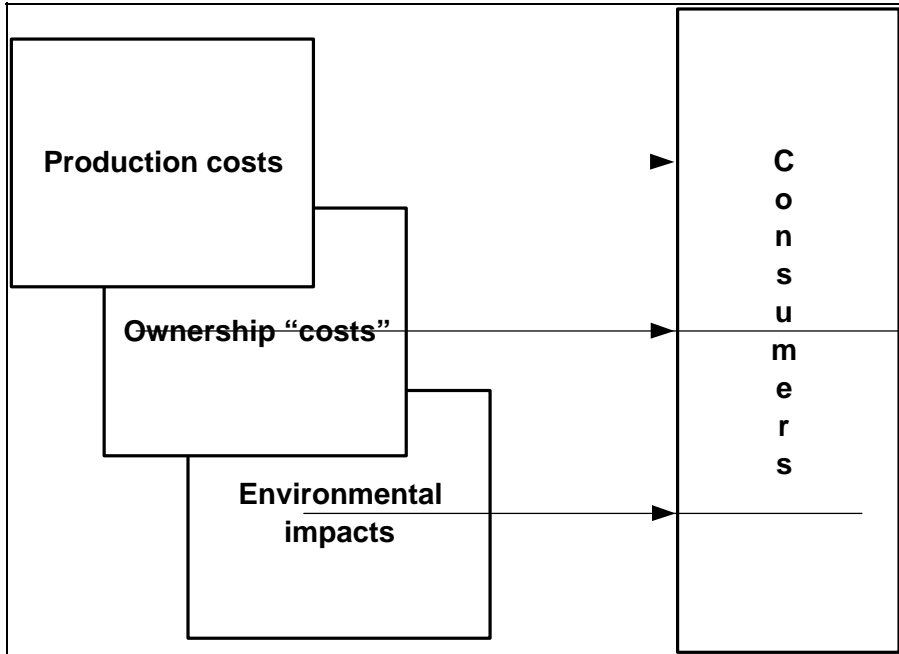 Production costs
Ownership “costs”
Environmental
impacts
C
o
n
s
u
m
e
r
s